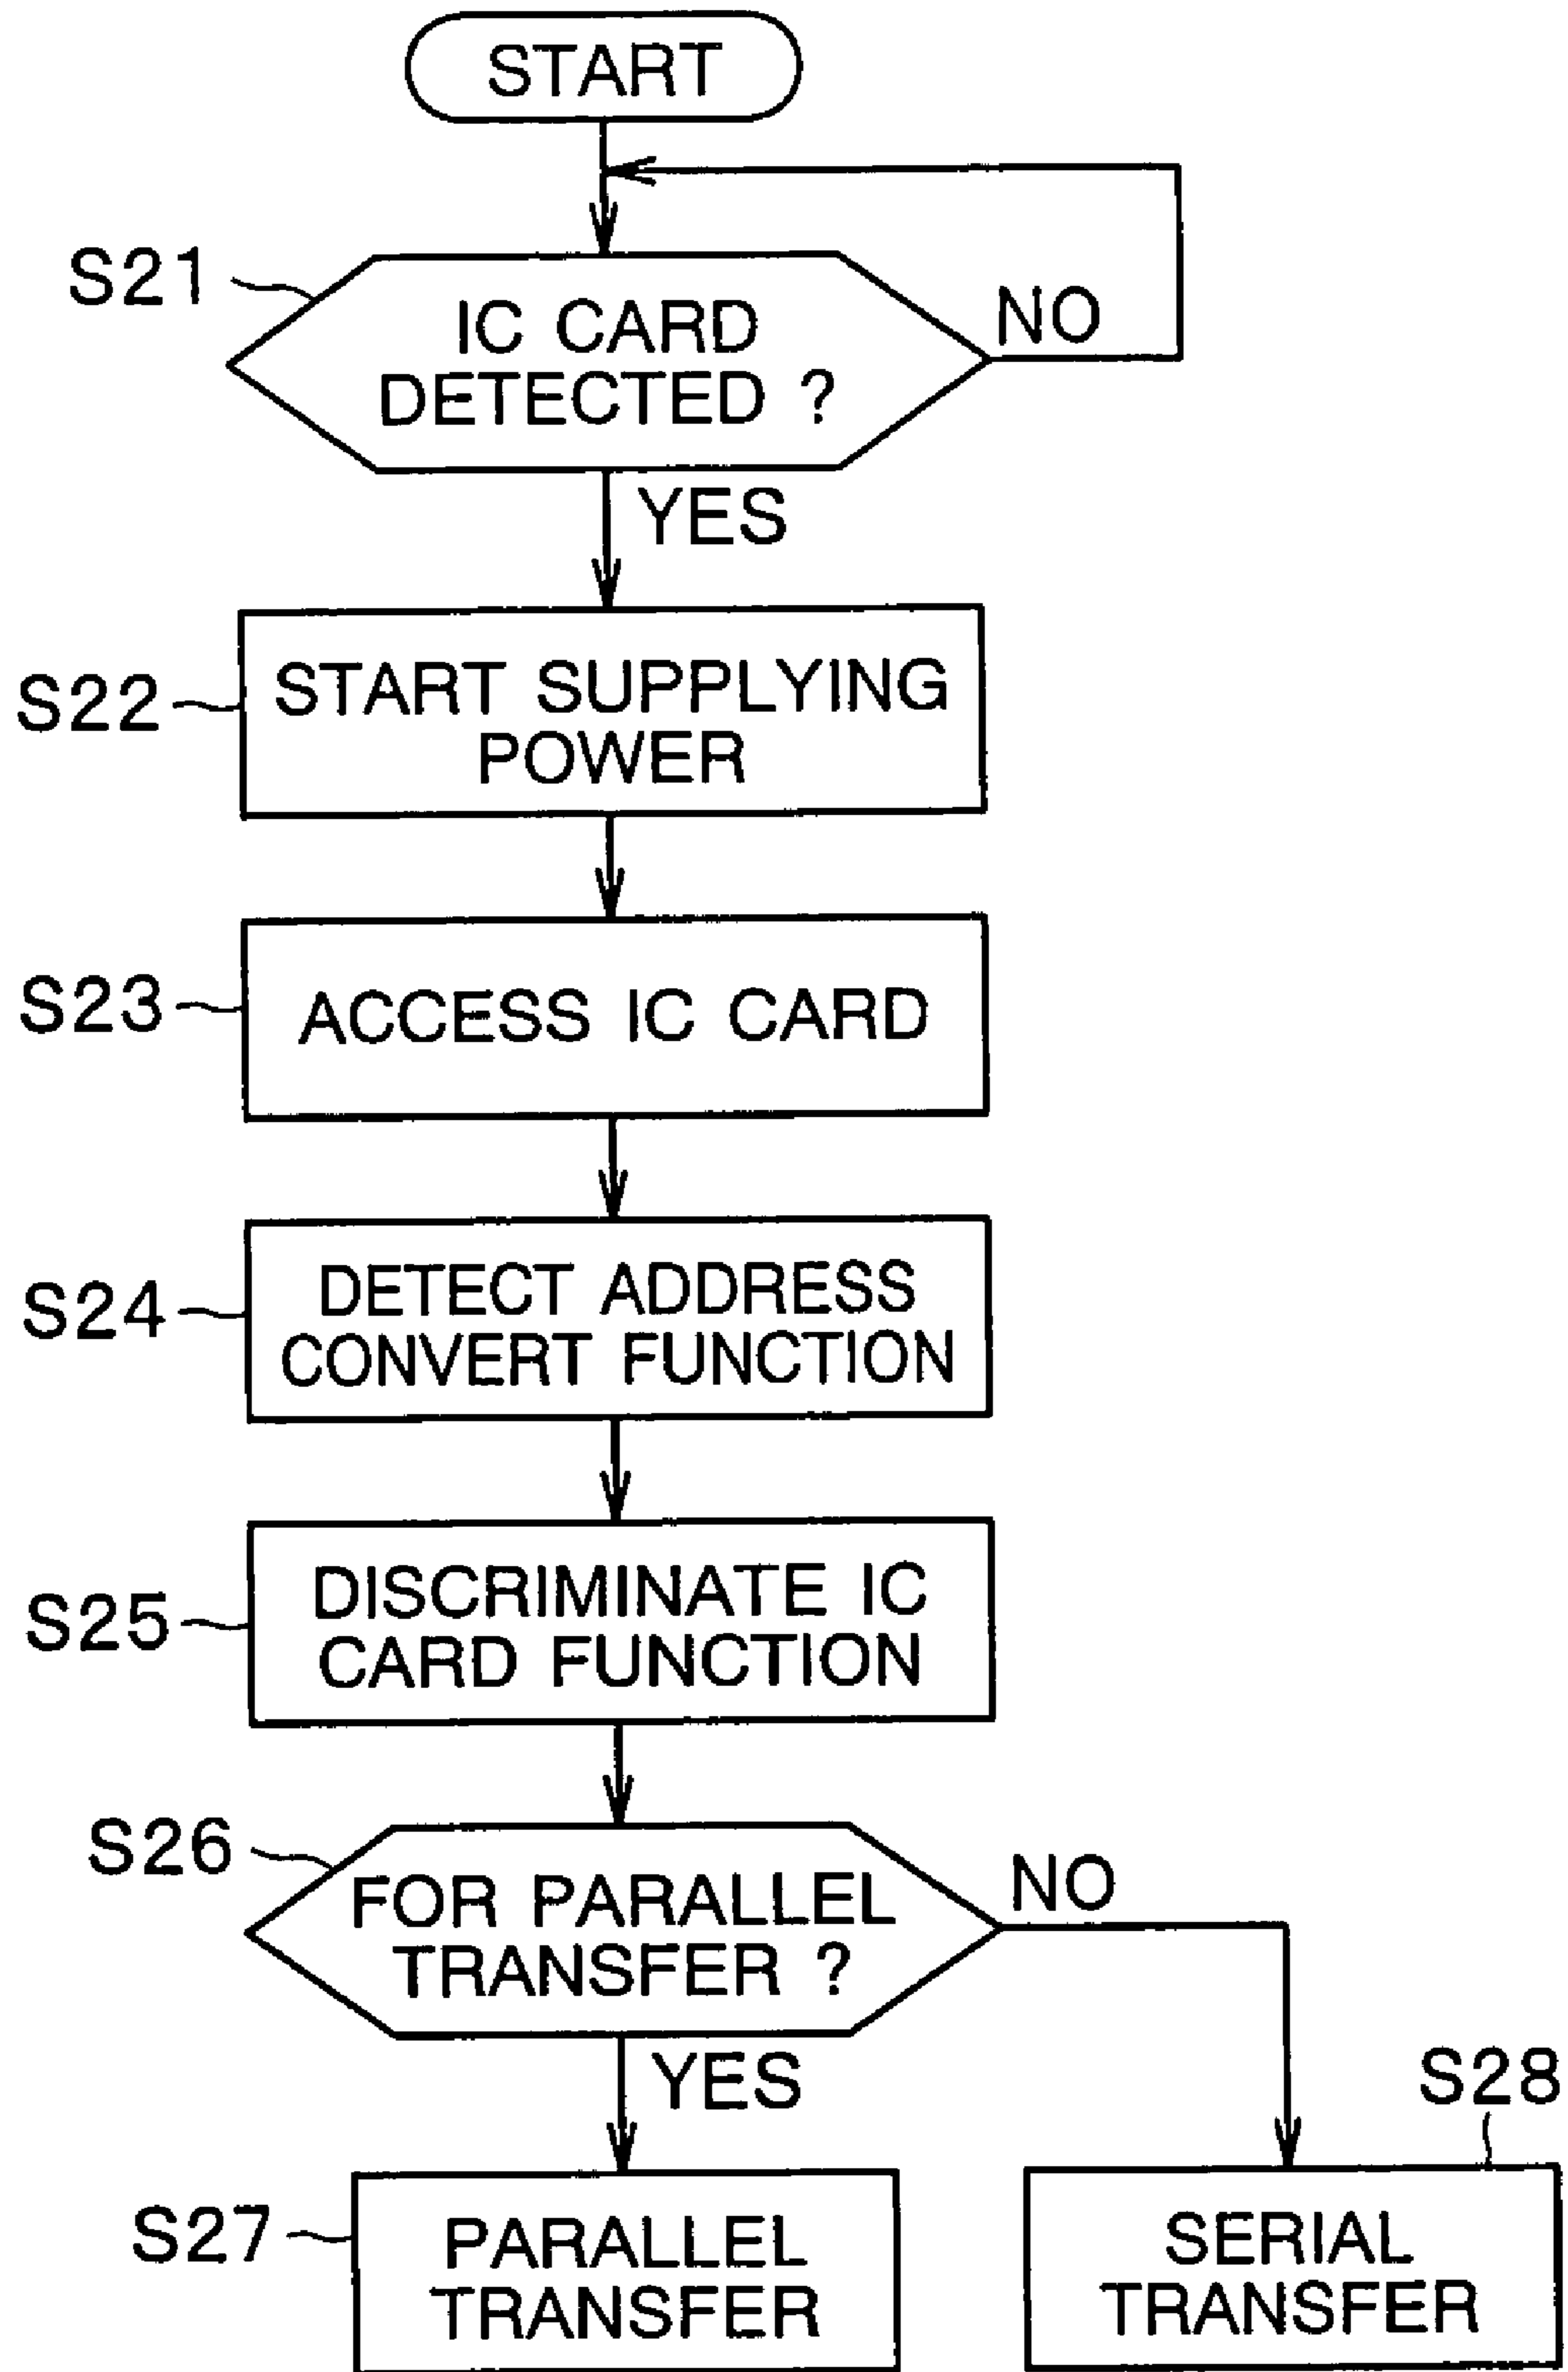 START
S21
IC CARD
DETECTED ?
NO
YES
S22
START SUPPLYING
POWER
S23
ACCESS IC CARD
S24
DETECT ADDRESS
CONVERT FUNCTION
S25
DISCRIMINATE IC
CARD FUNCTION
S26
FOR PARALLEL
TRANSFER ?
NO
YES
S27
PARALLEL
TRANSFER
S28
SERIAL
TRANSFER